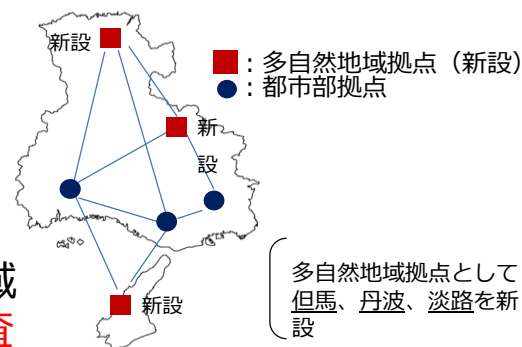 新設
：多自然地域拠点（新設）
：都市部拠点
新
設
域
査
新設
多自然地域拠点として
但馬、丹波、淡路を新
設